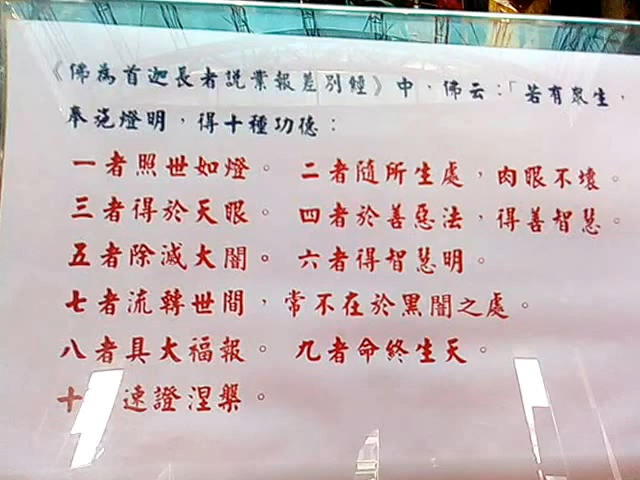 《佛為首迦長者說業報差別經》中，佛云：「若有眾生，
奉施燈明，得十種功德：
一者照世如燈。 二者隨所生處，肉眼不壞。
三者得於天眼。 四者於善惡法，得善智慧。
五者除滅大闇。 六者得智慧明。
七者流轉世間，常不在於黑闇之處。
八者具大福報。 九者命終生天。
十 速證涅槃。